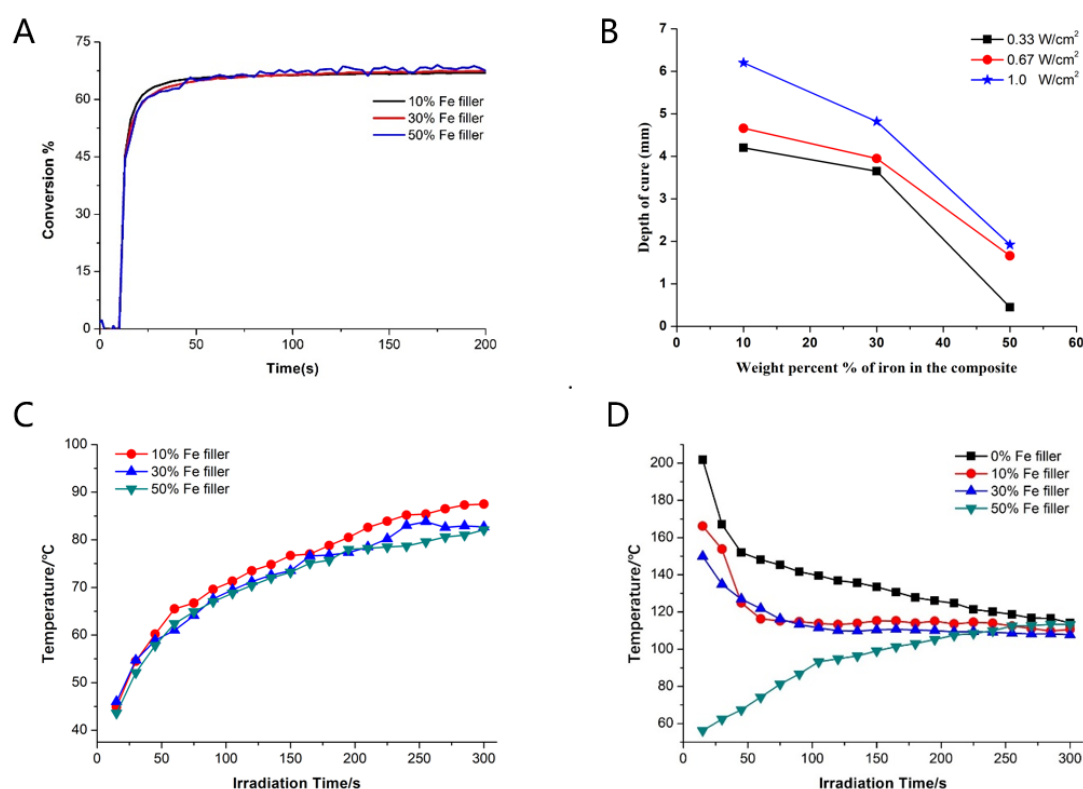 A
75
60
45
30
15
0
Conversion %
10% Fe filler
30% Fe filler
50% Fe filler
0 50 100 150 200
Time(s)
B
7
6
5
4
3
2
1
0
Depth of cure (mm)
0.33 W/cm²
0.67 W/cm²
1.0 W/cm²
0 10 20 30 40 50 60
Weight percent % of iron in the composite
C
100
90
80
70
60
50
40
Temperature/°C
10% Fe filler
30% Fe filler
50% Fe filler
0 50 100 150 200 250 300
Irradiation Time/s
D
200
180
160
140
120
100
80
60
Temperature/°C
0% Fe filler
10% Fe filler
30% Fe filler
50% Fe filler
0 50 100 150 200 250 300
Irradiation Time/s